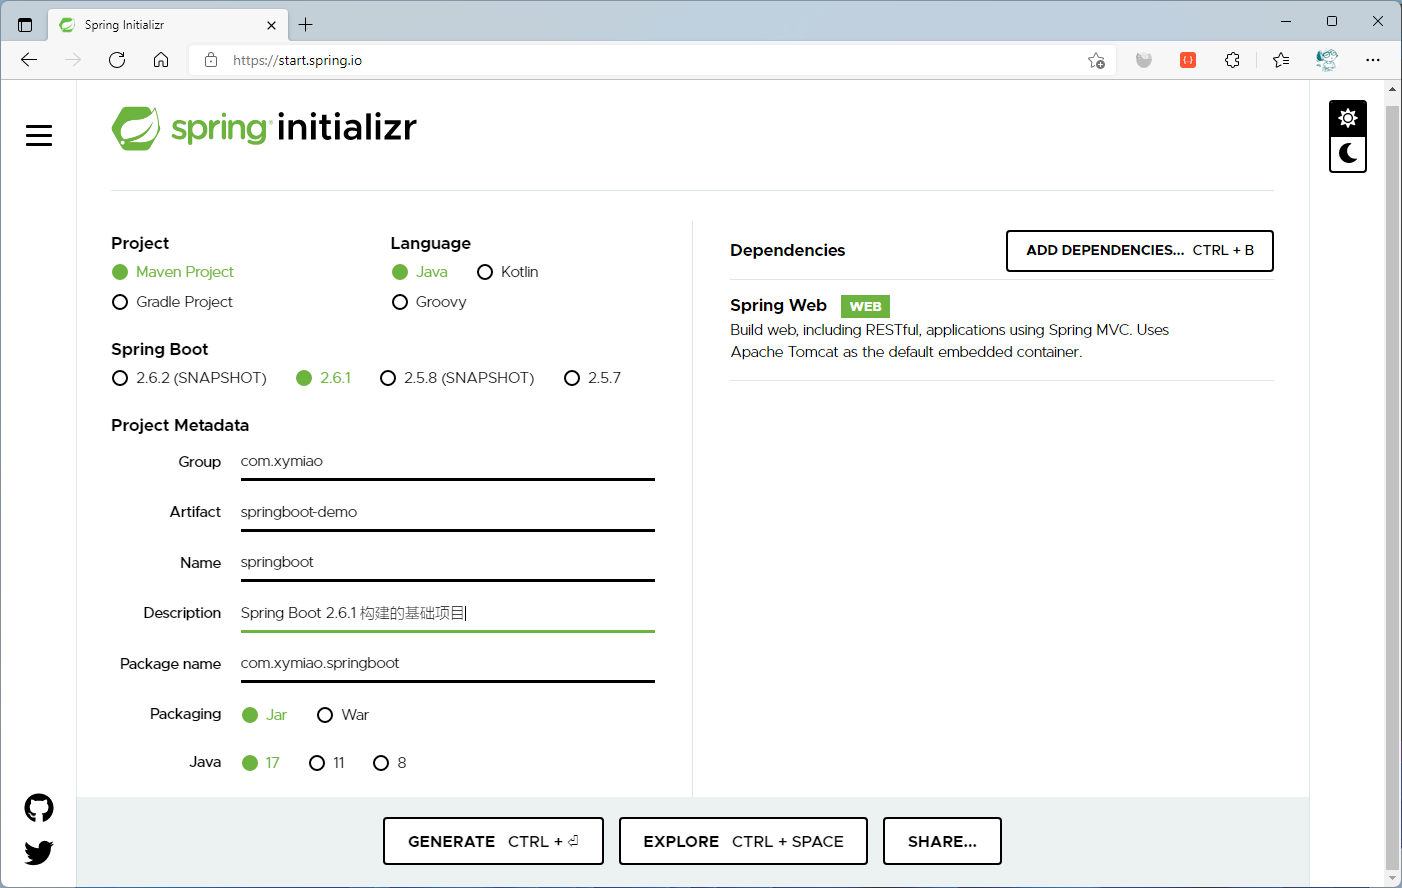 Spring Initializr
https://start.spring.io
spring initializr
Project
Maven Project
Gradle Project
Language
Java Kotlin
Groovy
Spring Boot
2.6.2 (SNAPSHOT) 2.6.1 2.5.8 (SNAPSHOT) 2.5.7
Project Metadata
Group com.xymiao
Artifact springboot-demo
Name springboot
Description Spring Boot 2.6.1 构建的基础项目
Package name com.xymiao.springboot
Packaging Jar War
Java 17 11 8
Dependencies ADD DEPENDENCIES... CTRL + B
Spring Web WEB
Build web, including RESTful, applications using Spring MVC. Uses
Apache Tomcat as the default embedded container.
GENERATE CTRL + ⏎ EXPLORE CTRL + SPACE SHARE...